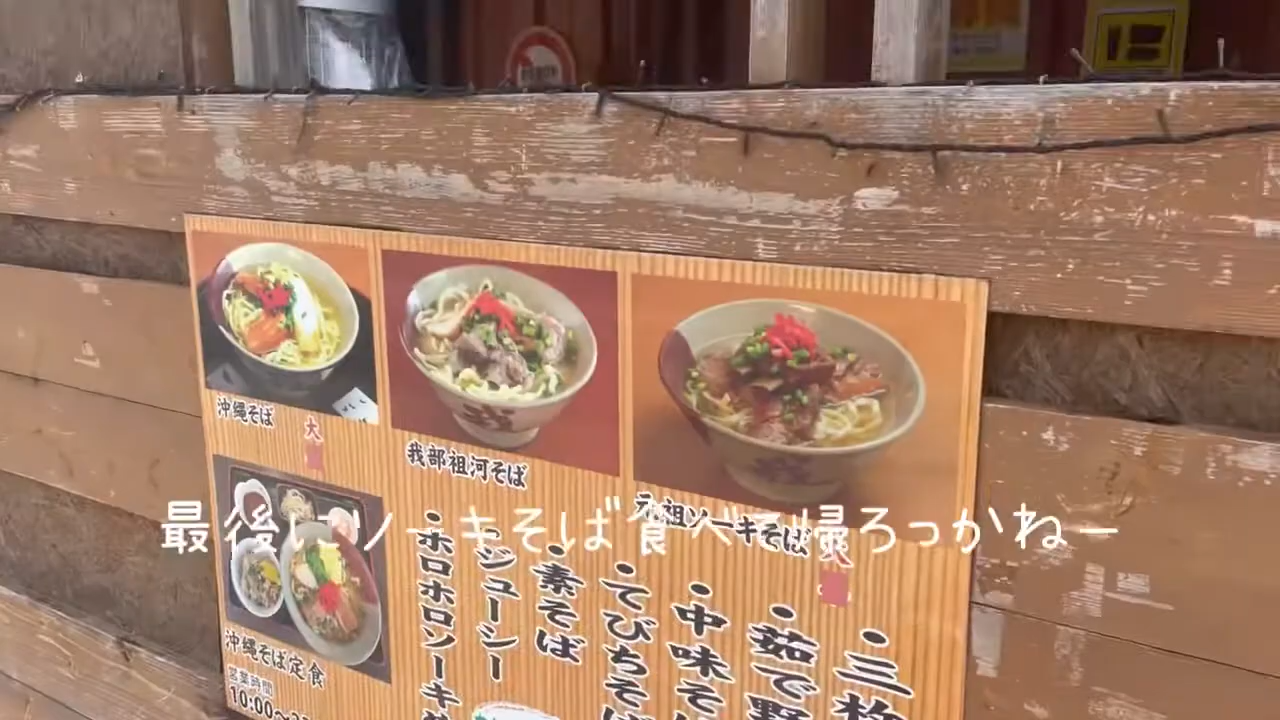 沖縄そば
大
我部祖河そば
元祖ソーキそば
最後にソーキそば食べて帰ろっかねー
沖縄そば定食
営業時間
10:00〜
・三
・茹で野
・中味そ
・てびちそば
・素そば
・ジューシー
・ホロホロソーキ